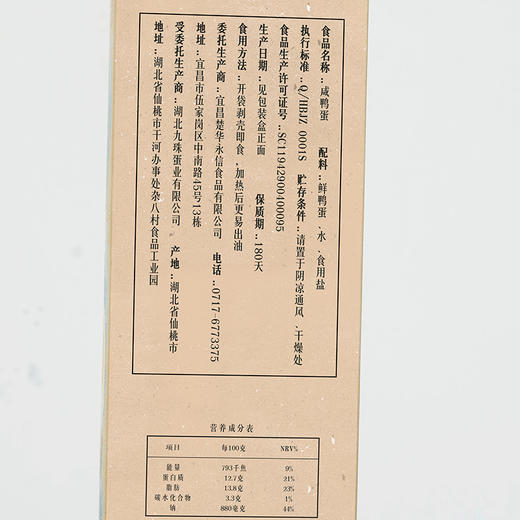 食品名称：咸鸭蛋 配料：鲜鸭蛋、水、食用盐
执行标准：Q/HBJZ 0001S 贮存条件：请置于阴凉通风、干燥处
食品生产许可证号：SC11942900400095
生产日期：见包装盒正面 保质期：180天
食用方法：开袋剥壳即食，加热后更易出油
委托生产商：宜昌楚华永信食品有限公司 电话：0717-6773375
地址：宜昌市伍家岗区中南路45号13栋
受委托生产商：湖北九珠蛋业有限公司 产地：湖北省仙桃市
地址：湖北省仙桃市干河办事处杂八村食品工业园
营养成分表
项目 每100克 NRV%
能量 793千焦 9%
蛋白质 12.7克 21%
脂肪 13.8克 23%
碳水化合物 3.3克 1%
钠 880毫克 44%